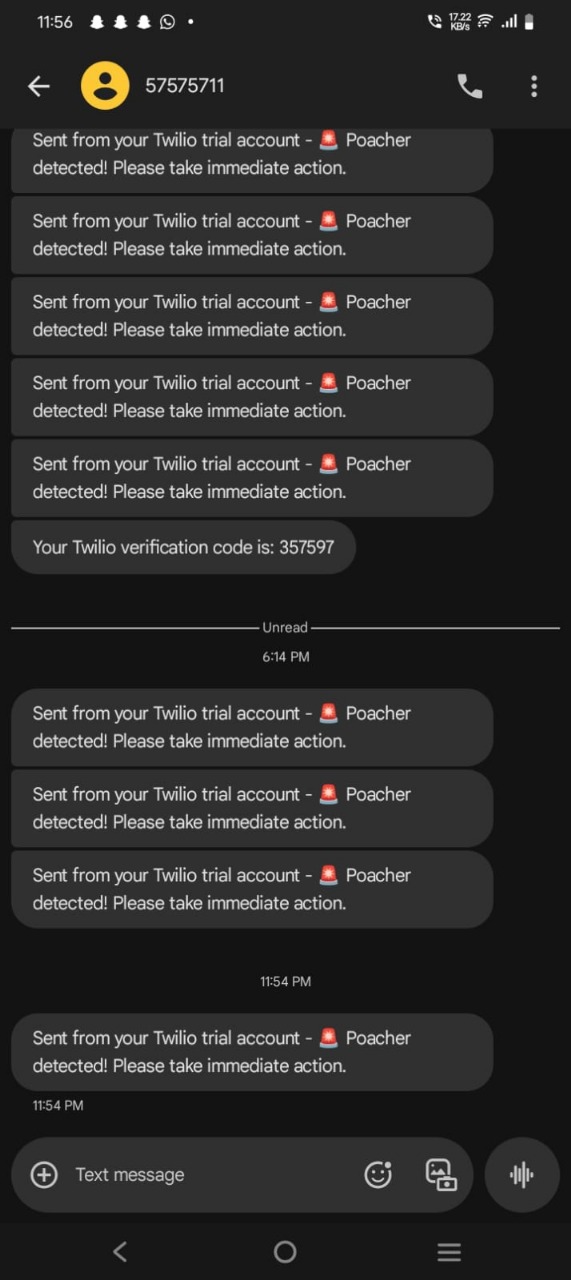 11:56
17.22
KB/s
57575711
Sent from your Twilio trial account - 🚨 Poacher
detected! Please take immediate action.
Sent from your Twilio trial account - 🚨 Poacher
detected! Please take immediate action.
Sent from your Twilio trial account - 🚨 Poacher
detected! Please take immediate action.
Sent from your Twilio trial account - 🚨 Poacher
detected! Please take immediate action.
Sent from your Twilio trial account - 🚨 Poacher
detected! Please take immediate action.
Your Twilio verification code is: 357597
Unread
6:14 PM
Sent from your Twilio trial account - 🚨 Poacher
detected! Please take immediate action.
Sent from your Twilio trial account - 🚨 Poacher
detected! Please take immediate action.
Sent from your Twilio trial account - 🚨 Poacher
detected! Please take immediate action.
11:54 PM
Sent from your Twilio trial account - 🚨 Poacher
detected! Please take immediate action.
11:54 PM
Text message